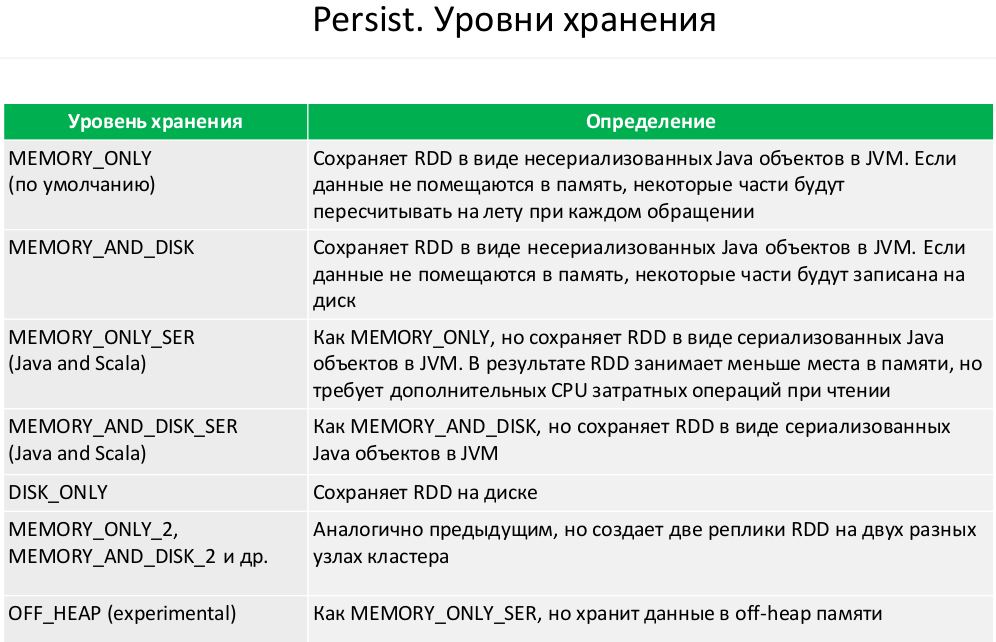 Persist. Уровни хранения
Уровень хранения
Определение
MEMORY_ONLY
(по умолчанию)
Сохраняет RDD в виде несериализованных Java объектов в JVM. Если
данные не помещаются в память, некоторые части будут
пересчитывать на лету при каждом обращении
MEMORY_AND_DISK
Сохраняет RDD в виде несериализованных Java объектов в JVM. Если
данные не помещаются в память, некоторые части будут записана на
диск
MEMORY_ONLY_SER
(Java and Scala)
Как MEMORY_ONLY, но сохраняет RDD в виде сериализованных Java
объектов в JVM. В результате RDD занимает меньше места в памяти, но
требует дополнительных CPU затратных операций при чтении
MEMORY_AND_DISK_SER
(Java and Scala)
Как MEMORY_AND_DISK, но сохраняет RDD в виде сериализованных
Java объектов в JVM
DISK_ONLY
Сохраняет RDD на диске
MEMORY_ONLY_2,
MEMORY_AND_DISK_2 и др.
Аналогично предыдущим, но создает две реплики RDD на двух разных
узлах кластера
OFF_HEAP (experimental)
Как MEMORY_ONLY_SER, но хранит данные в off-heap памяти